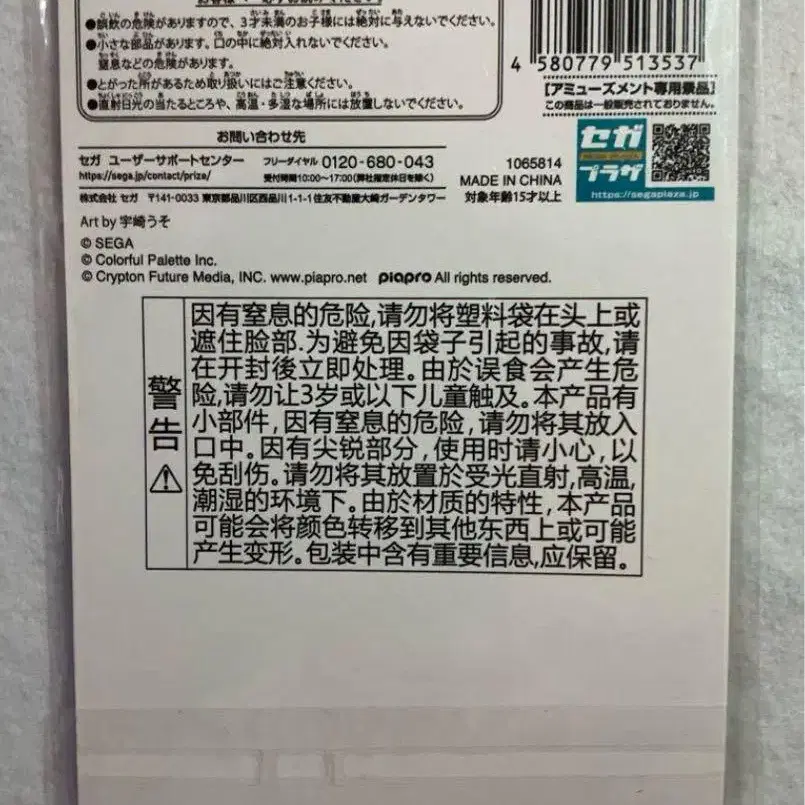 ●誤飲の危険がありますので、3才未満のお子様には絶対に与えないでください。
●小さな部品があります。口の中に絶対入れないでください。
窒息などの危険があります。
●とがった所があるため取り扱いにはご注意ください。
●直射日光の当たるところや、高温・多湿な場所には放置しないでください。
4 580779 513537
【アミューズメント専用景品】
この商品は一般販売されておりません。
お問い合わせ先
セガ ユーザーサポートセンター フリーダイヤル 0120-680-043
https://sega.jp/contact/prize/ 受付時間10:00~17:00(弊社指定休日を除く)
株式会社 セガ 〒141-0033 東京都品川区西品川1-1-1住友不動産大崎ガーデンタワー
1065814
MADE IN CHINA
対象年齢15才以上
セガ
プラザ
https://segaplaza.jp
Art by 宇崎うそ
© SEGA
© Colorful Palette Inc.
© Crypton Future Media, INC. www.piapro.net piapro All rights reserved.
警告
因有窒息的危险,请勿将塑料袋在头上或
遮住脸部.为避免因袋子引起的事故,请
在开封後立即处理。由於误食会产生危
险,请勿让3岁或以下儿童触及。本产品有
小部件,因有窒息的危险,请勿将其放入
口中。因有尖锐部分,使用时请小心,以
免刮伤。请勿将其放置於受光直射,高温,
潮湿的环境下。由於材质的特性,本产品
可能会将颜色转移到其他东西上或可能
产生变形。包装中含有重要信息,应保留。